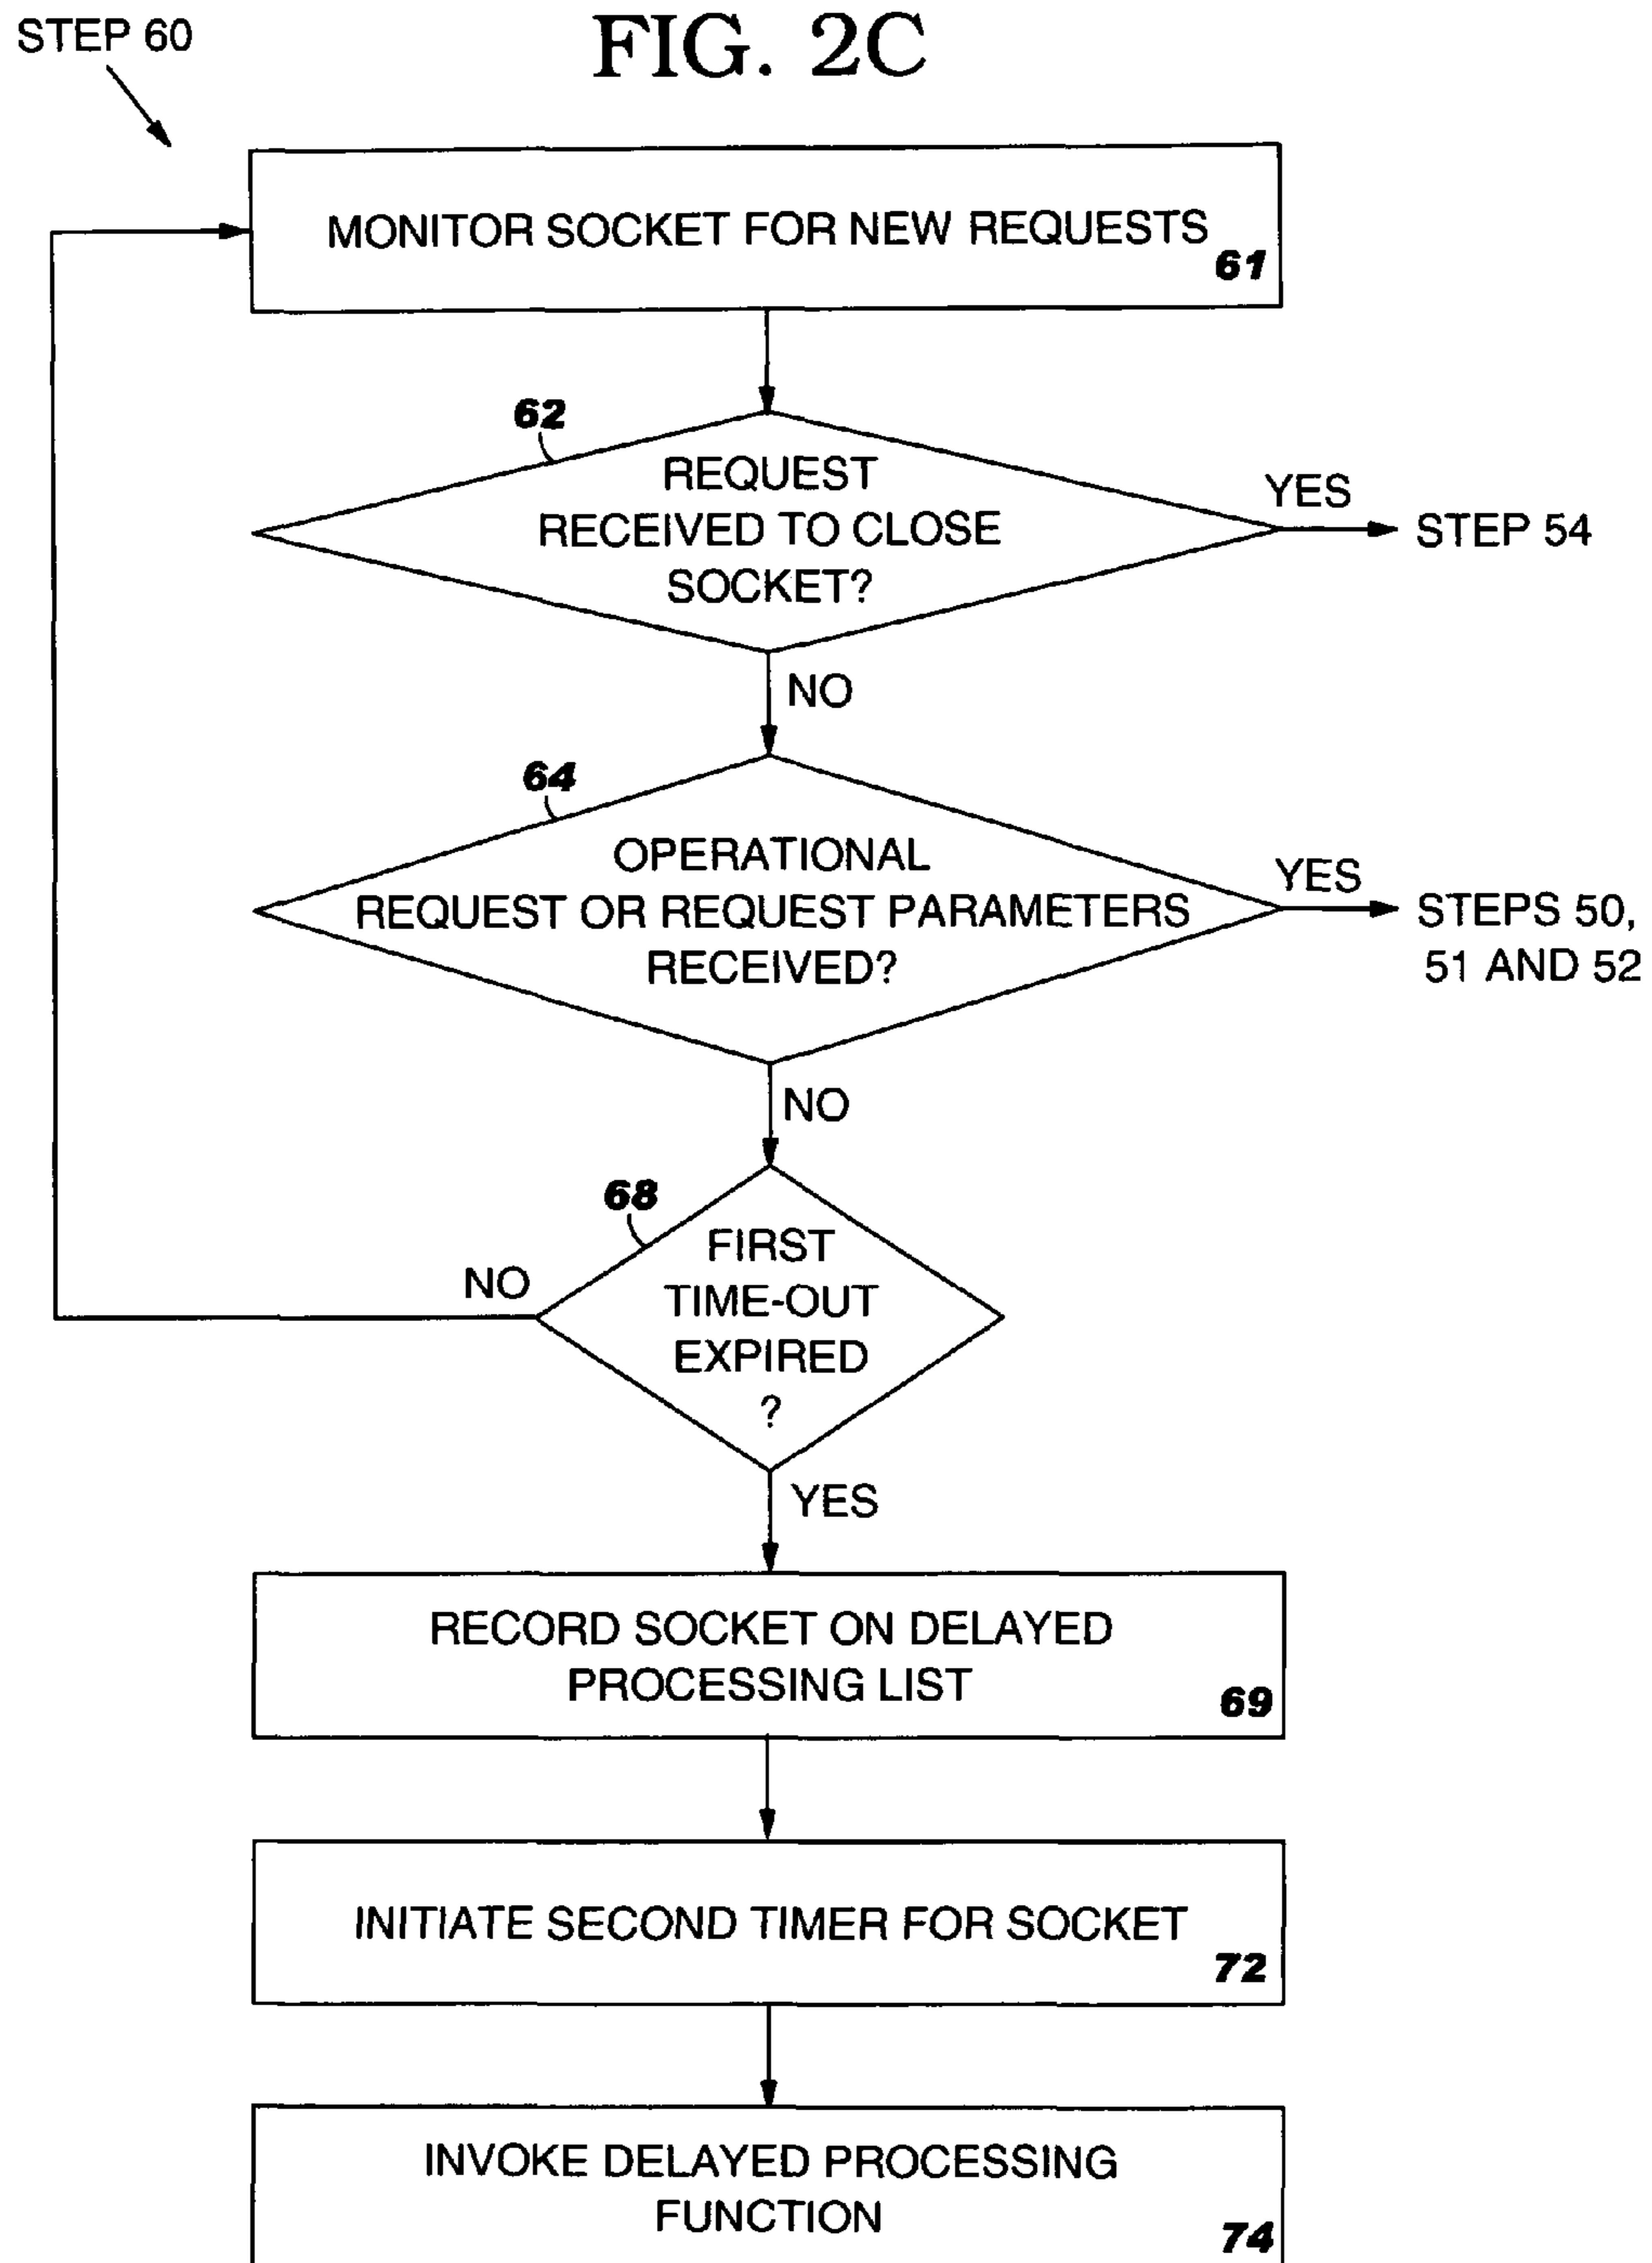 STEP 60
FIG. 2C
MONITOR SOCKET FOR NEW REQUESTS
61
62
REQUEST
RECEIVED TO CLOSE
SOCKET?
YES
STEP 54
NO
64
OPERATIONAL
REQUEST OR REQUEST PARAMETERS
RECEIVED?
YES
STEPS 50,
51 AND 52
NO
68
FIRST
TIME-OUT
EXPIRED
?
NO
YES
RECORD SOCKET ON DELAYED
PROCESSING LIST
69
INITIATE SECOND TIMER FOR SOCKET
72
INVOKE DELAYED PROCESSING
FUNCTION
74